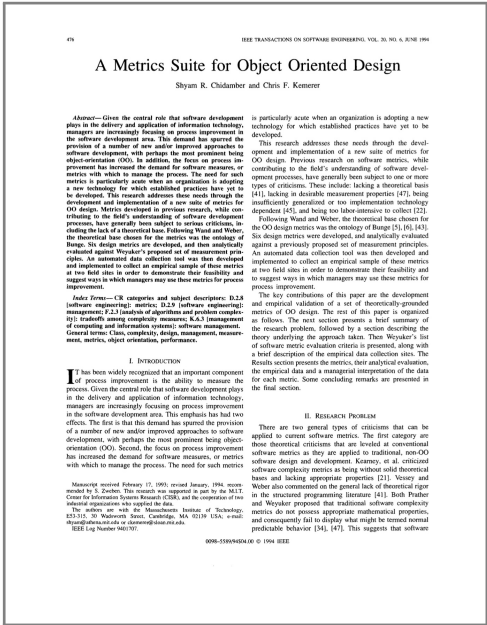 476
IEEE TRANSACTIONS ON SOFTWARE ENGINEERING, VOL. 20, NO. 6, JUNE 1994
A Metrics Suite for Object Oriented Design
Shyam R. Chidamber and Chris F. Kemerer
Abstract—Given the central role that software development
plays in the delivery and application of information technology,
managers are increasingly focusing on process improvement in
the software development area. This demand has spurred the
provision of a number of new and/or improved approaches to
software development, with perhaps the most prominent being
object-orientation (OO). In addition, the focus on process im-
provement has increased the demand for software measures, or
metrics with which to manage the process. The need for such
metrics is particularly acute when an organization is adopting
a new technology for which established practices have yet to
be developed. This research addresses these needs through the
development and implementation of a new suite of metrics for
OO design. Metrics developed in previous research, while con-
tributing to the field's understanding of software development
processes, have generally been subject to serious criticisms, in-
cluding the lack of a theoretical base. Following Wand and Weber,
the theoretical base chosen for the metrics was the ontology of
Bunge. Six design metrics are developed, and then analytically
evaluated against Weyuker's proposed set of measurement prin-
ciples. An automated data collection tool was then developed
and implemented to collect an empirical sample of these metrics
at two field sites in order to demonstrate their feasibility and
suggest ways in which managers may use these metrics for process
improvement.
Index Terms—CR categories and subject descriptors: D.2.8
[software engineering]: metrics; D.2.9 [software engineering]:
management; F.2.3 [analysis of algorithms and problem complex-
ity]: tradeoffs among complexity measures; K.6.3 [management
of computing and information systems]: software management.
General terms: Class, complexity, design, management, measure-
ment, metrics, object orientation, performance.
I. INTRODUCTION
IT has been widely recognized that an important component
of process improvement is the ability to measure the
process. Given the central role that software development plays
in the delivery and application of information technology,
managers are increasingly focusing on process improvement
in the software development area. This emphasis has had two
effects. The first is that this demand has spurred the provision
of a number of new and/or improved approaches to software
development, with perhaps the most prominent being object-
orientation (OO). Second, the focus on process improvement
has increased the demand for software measures, or metrics
with which to manage the process. The need for such metrics
Manuscript received February 17, 1993; revised January, 1994, recom-
mended by S. Zweben. This research was supported in part by the M.I.T.
Center for Information Systems Research (CISR), and the cooperation of two
industrial organizations who supplied the data.
The authors are with the Massachusetts Institute of Technology,
E53-315, 30 Wadsworth Street, Cambridge, MA 02139 USA; e-mail:
shyam@athena.mit.edu or ckemerer@sloan.mit.edu.
IEEE Log Number 9401707.
is particularly acute when an organization is adopting a new
technology for which established practices have yet to be
developed.
This research addresses these needs through the devel-
opment and implementation of a new suite of metrics for
OO design. Previous research on software metrics, while
contributing to the field's understanding of software devel-
opment processes, have generally been subject to one or more
types of criticisms. These include: lacking a theoretical basis
[41], lacking in desirable measurement properties [47], being
insufficiently generalized or too implementation technology
dependent [45], and being too labor-intensive to collect [22].
Following Wand and Weber, the theoretical base chosen for
the OO design metrics was the ontology of Bunge [5], [6], [43].
Six design metrics were developed, and analytically evaluated
against a previously proposed set of measurement principles.
An automated data collection tool was then developed and
implemented to collect an empirical sample of these metrics
at two field sites in order to demonstrate their feasibility and
to suggest ways in which managers may use these metrics for
process improvement.
The key contributions of this paper are the development
and empirical validation of a set of theoretically-grounded
metrics of OO design. The rest of this paper is organized
as follows. The next section presents a brief summary of
the research problem, followed by a section describing the
theory underlying the approach taken. Then Weyuker's list
of software metric evaluation criteria is presented, along with
a brief description of the empirical data collection sites. The
Results section presents the metrics, their analytical evaluation,
the empirical data and a managerial interpretation of the data
for each metric. Some concluding remarks are presented in
the final section.
II. RESEARCH PROBLEM
There are two general types of criticisms that can be
applied to current software metrics. The first category are
those theoretical criticisms that are leveled at conventional
software metrics as they are applied to traditional, non-OO
software design and development. Kearney, et al. criticized
software complexity metrics as being without solid theoretical
bases and lacking appropriate properties [21]. Vessey and
Weber also commented on the general lack of theoretical rigor
in the structured programming literature [41]. Both Prather
and Weyuker proposed that traditional software complexity
metrics do not possess appropriate mathematical properties,
and consequently fail to display what might be termed normal
predictable behavior [34], [47]. This suggests that software
0098-5589/94$04.00 © 1994 IEEE